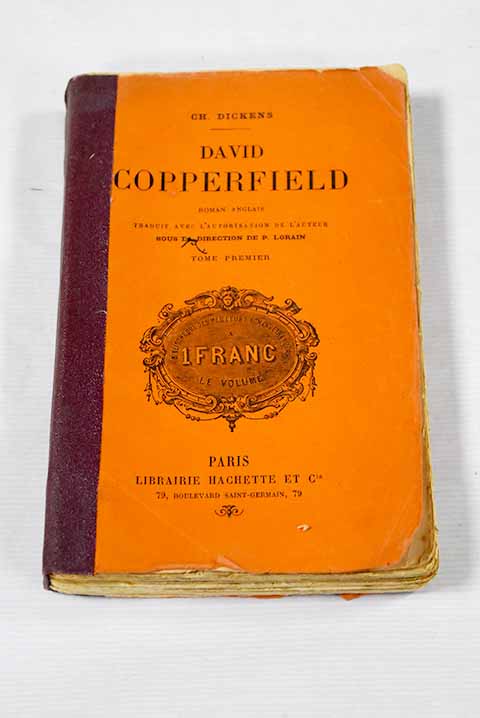 CH. DICKENS
DAVID
COPPERFIELD
ROMAN ANGLAIS
TRADUIT AVEC L'AUTORISATION DE L'AUTEUR
SOUS LA DIRECTION DE P. LORAIN
TOME PREMIER
A
1 FRANC
LE VOLUME
PARIS
LIBRAIRIE HACHETTE ET Cie
79, BOULEVARD SAINT-GERMAIN, 79